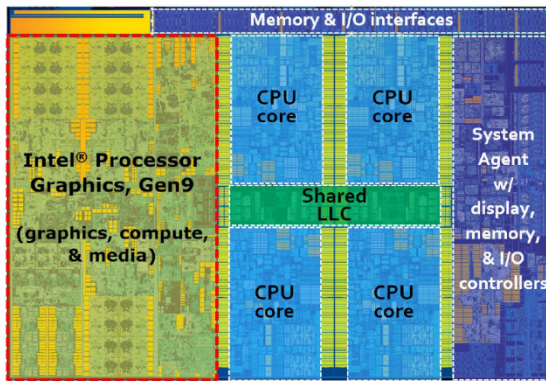 Memory & I/O interfaces
CPU
core
CPU
core
Intel® Processor
Graphics, Gen9
(graphics, compute,
& media)
Shared
LLC
CPU
core
CPU
core
System
Agent
w/
display,
memory,
& I/O
controllers